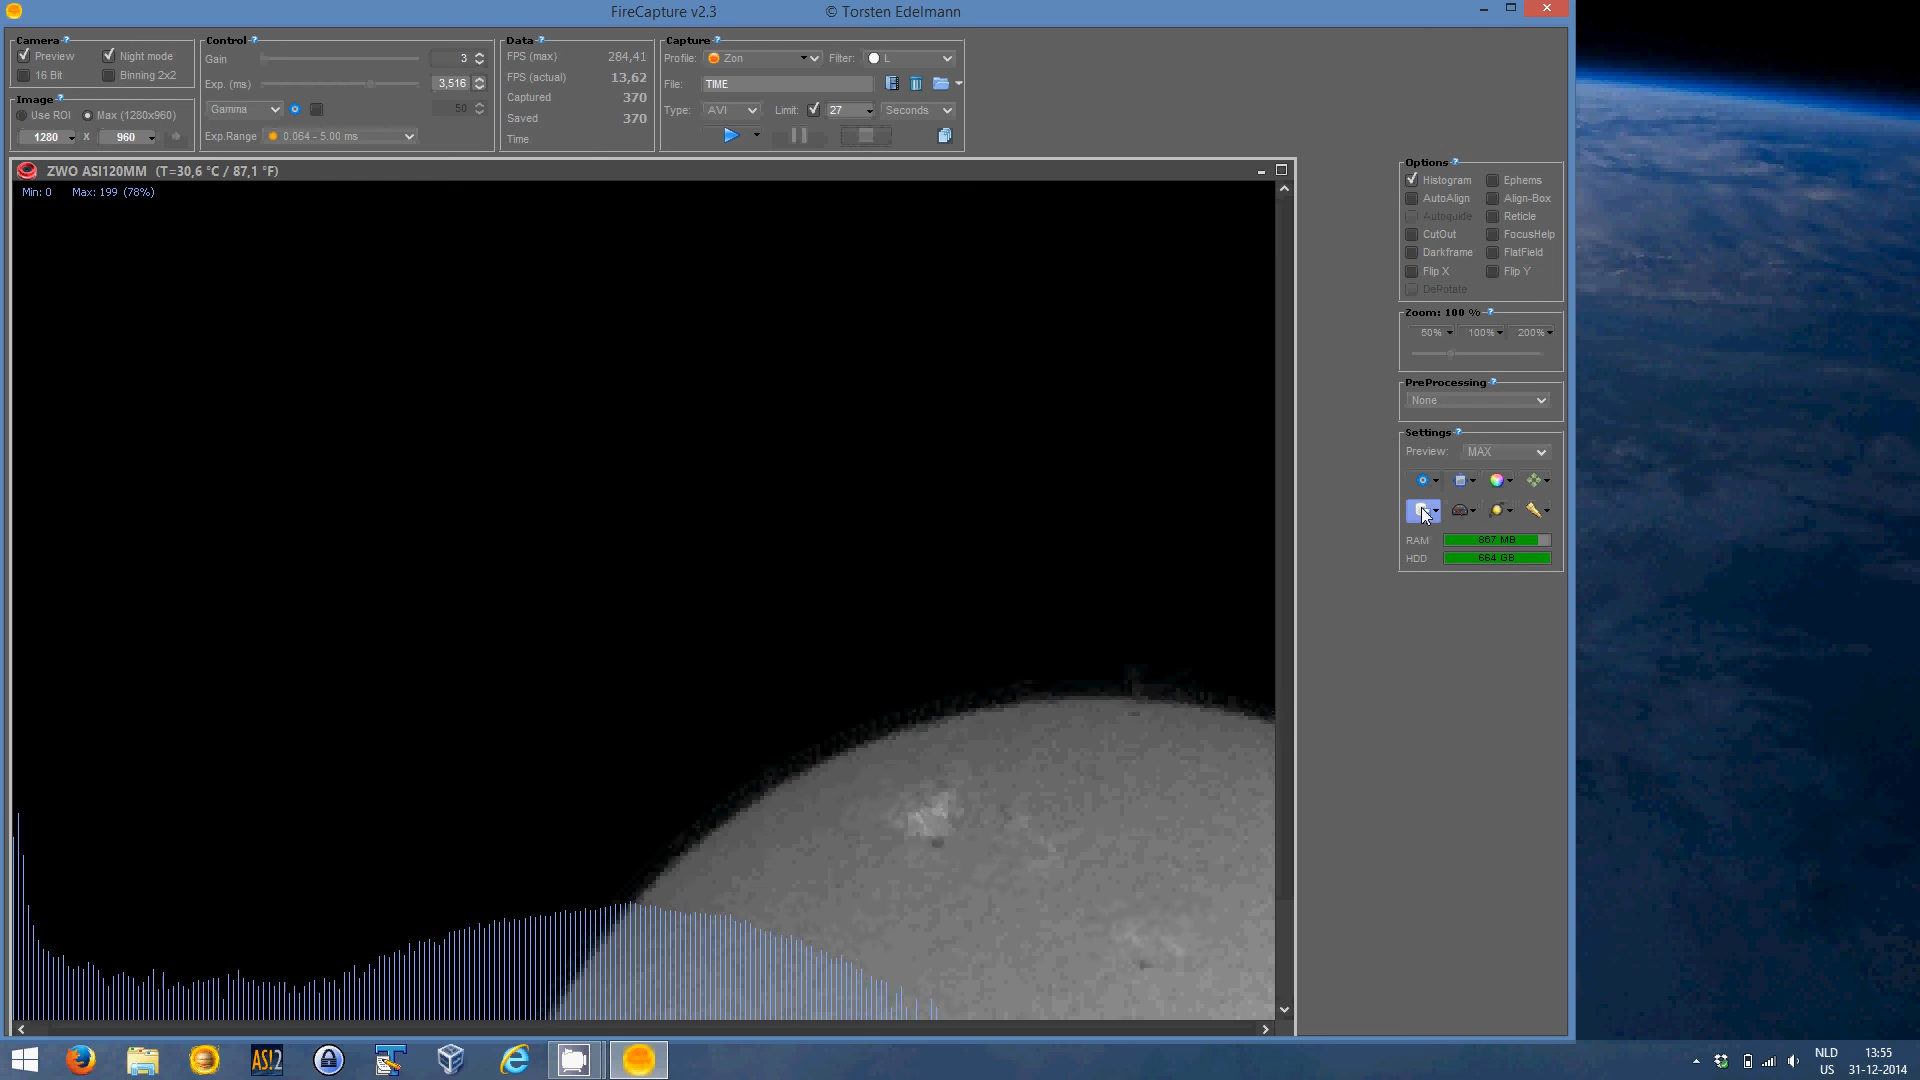 FireCapture v2.3 © Torsten Edelmann
Camera Control Data Capture
Preview Night mode
16 Bit Binning 2x2
Image
Use ROI Max (1280x960)
1280 X 960
Gain 3
Exp. (ms) 3,516
Gamma 50
Exp.Range 0.064 - 5.00 ms
FPS (max) 284,41
FPS (actual) 13,62
Captured 370
Saved 370
Time
Profile: Zon Filter: L
File: TIME
Type: AVI Limit: 27 Seconds
ZWO ASI120MM (T=30,6 °C / 87,1 °F)
Min: 0 Max: 199 (78%)
Options
Histogram Ephems
AutoAlign Align-Box
Autoguide Reticle
CutOut FocusHelp
Darkframe FlatField
Flip X Flip Y
DeRotate
Zoom: 100 %
50% 100% 200%
PreProcessing
None
Settings
Preview: MAX
RAM 867 MB
HDD 664 GB
AS!2
NLD 13:55
US 31-12-2014